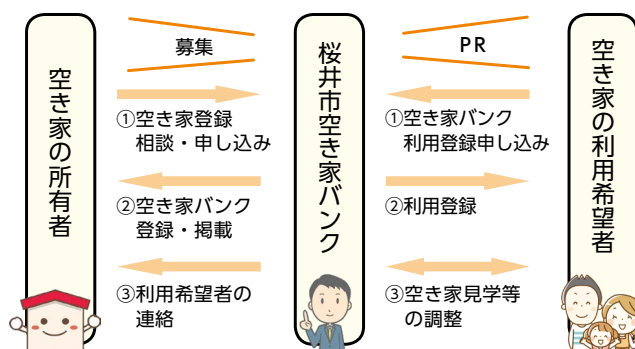 空き家の所有者
募集
①空き家登録
相談・申し込み
②空き家バンク
登録・掲載
③利用希望者の
連絡
桜井市空き家バンク
PR
①空き家バンク
利用登録申し込み
②利用登録
③空き家見学等
の調整
空き家の利用希望者